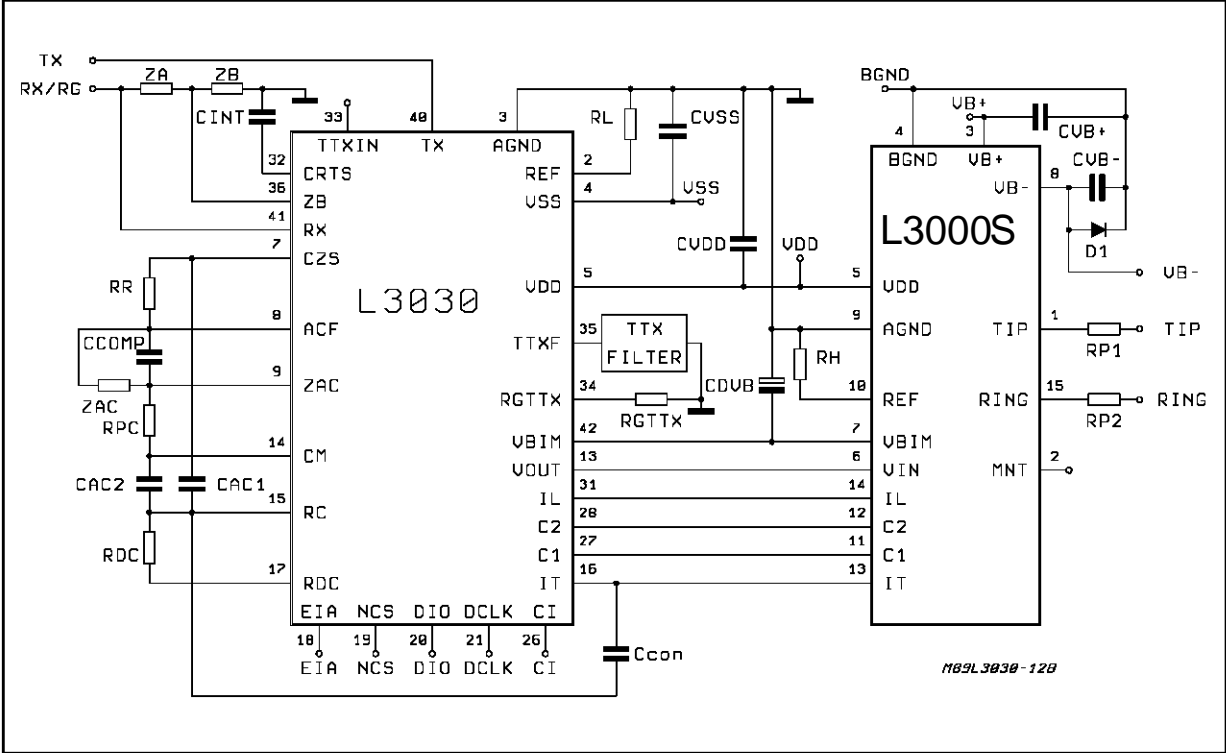 TX
ZA ZB
RX/RG
CINT
33 40 3
TTXIN TX AGND
RL CVSS
BGND
VB+
4 3
CVB+
BGND VB+
CVB-
32
CRTS
REF 2
VB- 8
36
ZB
VSS 4
VSS
41
RX
L3000S
D1
7
CZS
CVDD VDD
VB-
RR
VDD 5
5 VDD
L3030
8
ACF
TTXF 35
TTX
FILTER
9
AGND
TIP 1
RP1
TIP
CCOMP
RH
9
ZAC
ZAC
CDVB
RGTTX 34
RGTTX
10
REF
RING 15
RP2
RING
RPC
VBIM 42
7
VBIM
14
CM
VOUT 13
6
VIN
MNT 2
CAC2 CAC1
IL 31
14
IL
15
RC
C2 28
12
C2
RDC
C1 27
11
C1
17
RDC
IT 16
13
IT
EIA NCS DIO DCLK CI
18 19 20 21 26
EIA NCS DIO DCLK CI
Ccon
M89L3030-12B